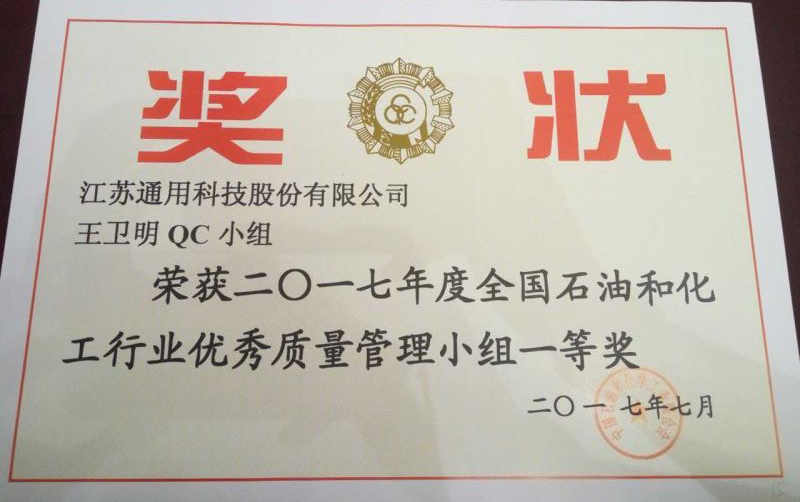 奖 状
江苏通用科技股份有限公司
王卫明 QC 小组
荣获二〇一七年度全国石油和化
工行业优秀质量管理小组一等奖
二〇一七年七月